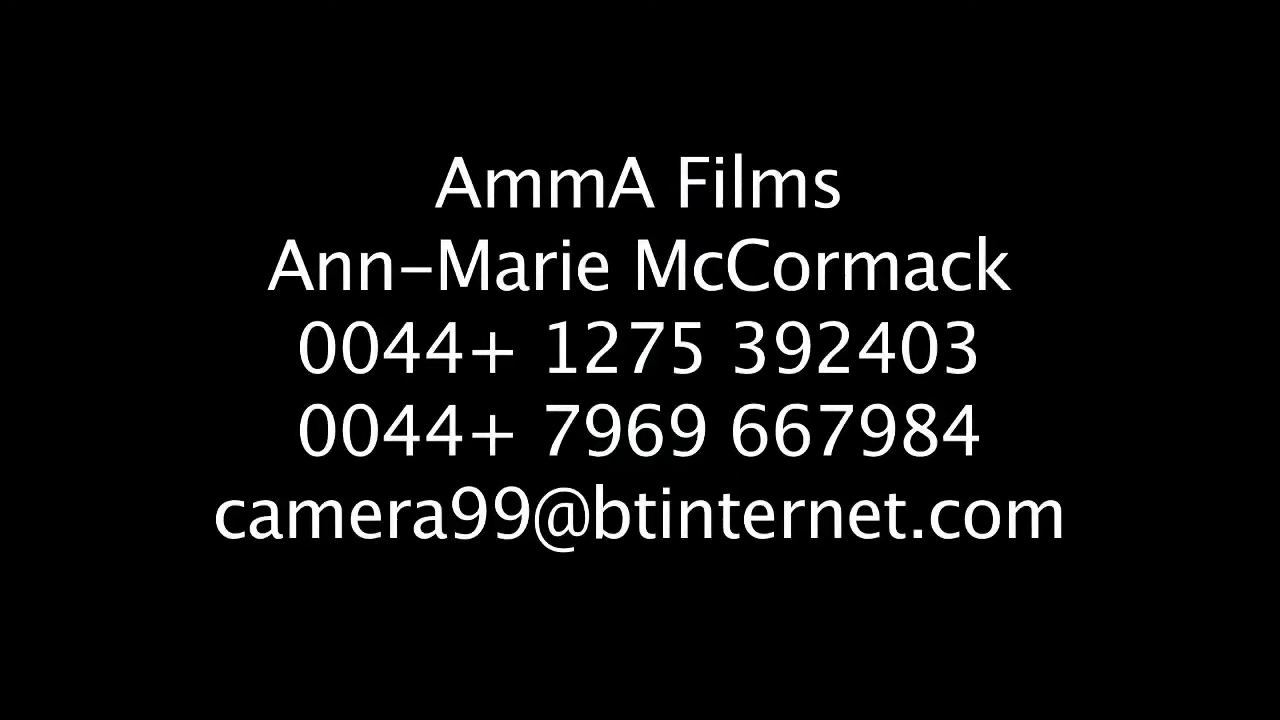 AmmA Films
Ann-Marie McCormack
0044+ 1275 392403
0044+ 7969 667984
camera99@btinternet.com